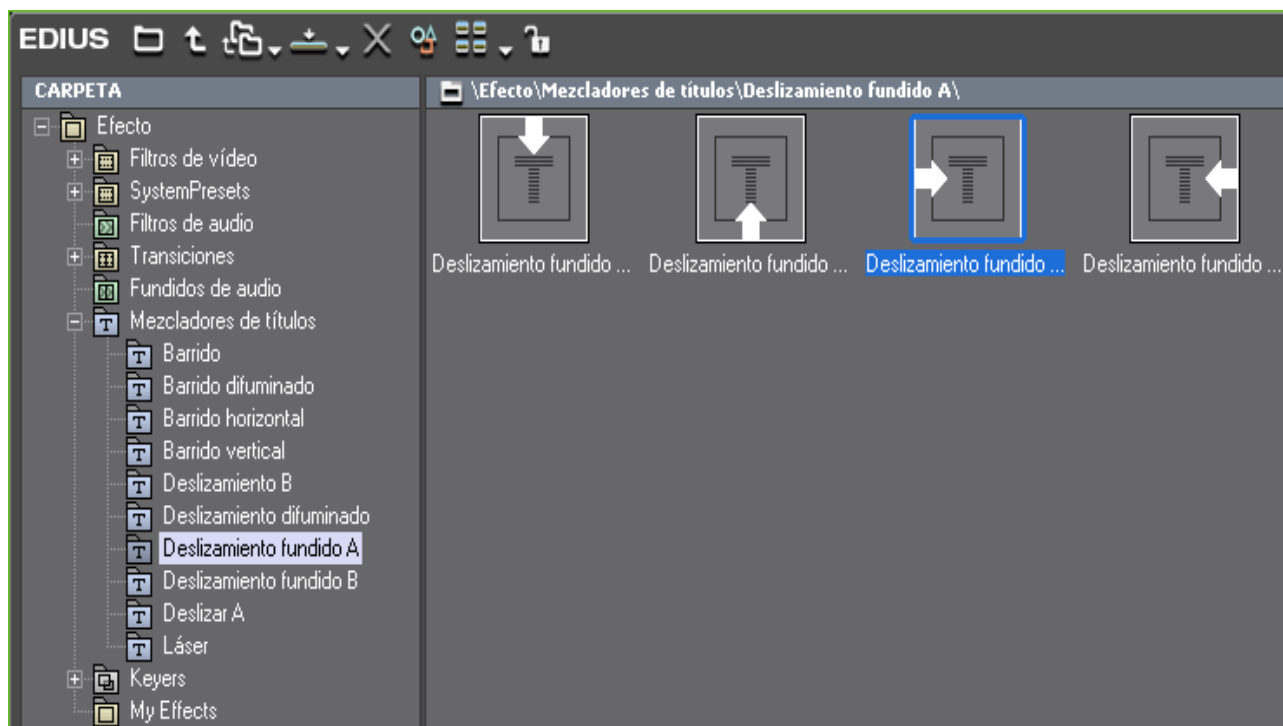 EDIUS
CARPETA
\Efecto\Mezcladores de títulos\Deslizamiento fundido A\
Efecto
Filtros de vídeo
SystemPresets
Filtros de audio
Transiciones
Fundidos de audio
Mezcladores de títulos
Barrido
Barrido difuminado
Barrido horizontal
Barrido vertical
Deslizamiento B
Deslizamiento difuminado
Deslizamiento fundido A
Deslizamiento fundido B
Deslizar A
Láser
Keyers
My Effects
Deslizamiento fundido ...
Deslizamiento fundido ...
Deslizamiento fundido ...
Deslizamiento fundido ...